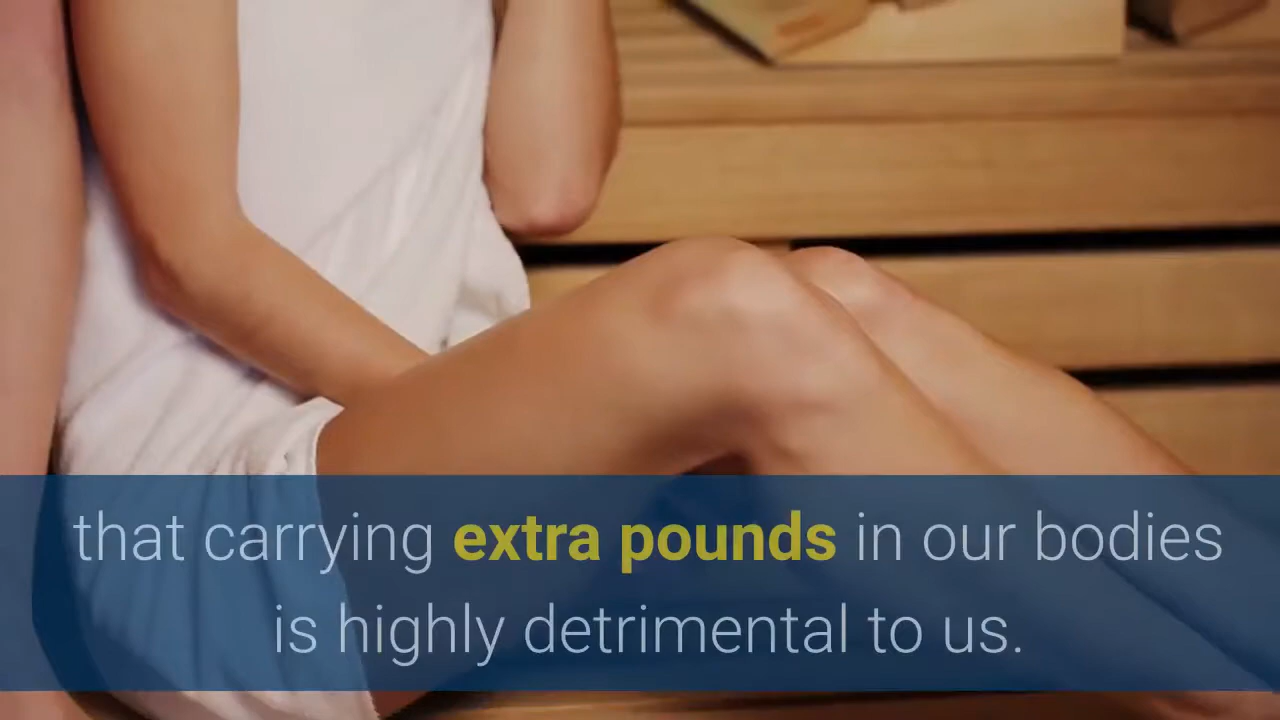 that carrying extra pounds in our bodies
is highly detrimental to us.